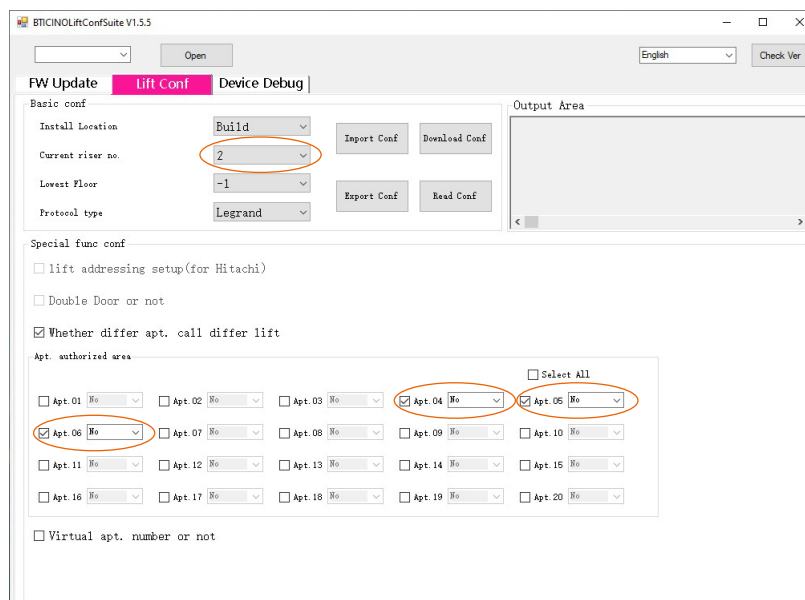 BTICINOLiftConfSuite V1.5.5
Open English Check Ver
FW Update Lift Conf Device Debug
Basic conf Output Area
Install Location Build
Current riser no. 2
Import Conf Download Conf
Lowest Floor -1
Export Conf Read Conf
Protocol type Legrand
Special func conf
lift addressing setup(for Hitachi)
Double Door or not
Whether differ apt. call differ lift
Apt. authorized area
Select All
Apt.01 No Apt.02 No Apt.03 No Apt.04 No Apt.05 No
Apt.06 No Apt.07 No Apt.08 No Apt.09 No Apt.10 No
Apt.11 No Apt.12 No Apt.13 No Apt.14 No Apt.15 No
Apt.16 No Apt.17 No Apt.18 No Apt.19 No Apt.20 No
Virtual apt. number or not